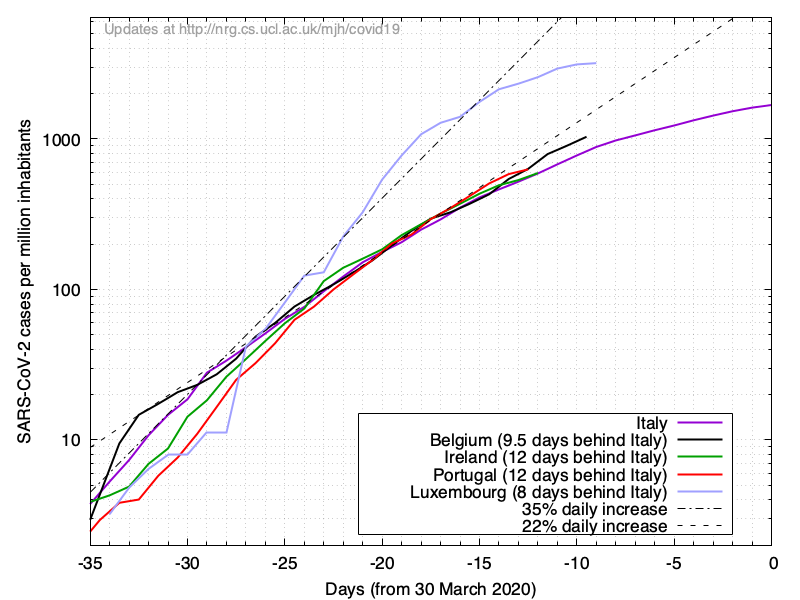 Updates at http://nrg.cs.ucl.ac.uk/mjh/covid19
SARS-CoV-2 cases per million inhabitants
1000
100
10
Italy
Belgium (9.5 days behind Italy)
Ireland (12 days behind Italy)
Portugal (12 days behind Italy)
Luxembourg (8 days behind Italy)
35% daily increase
22% daily increase
-35 -30 -25 -20 -15 -10 -5 0
Days (from 30 March 2020)